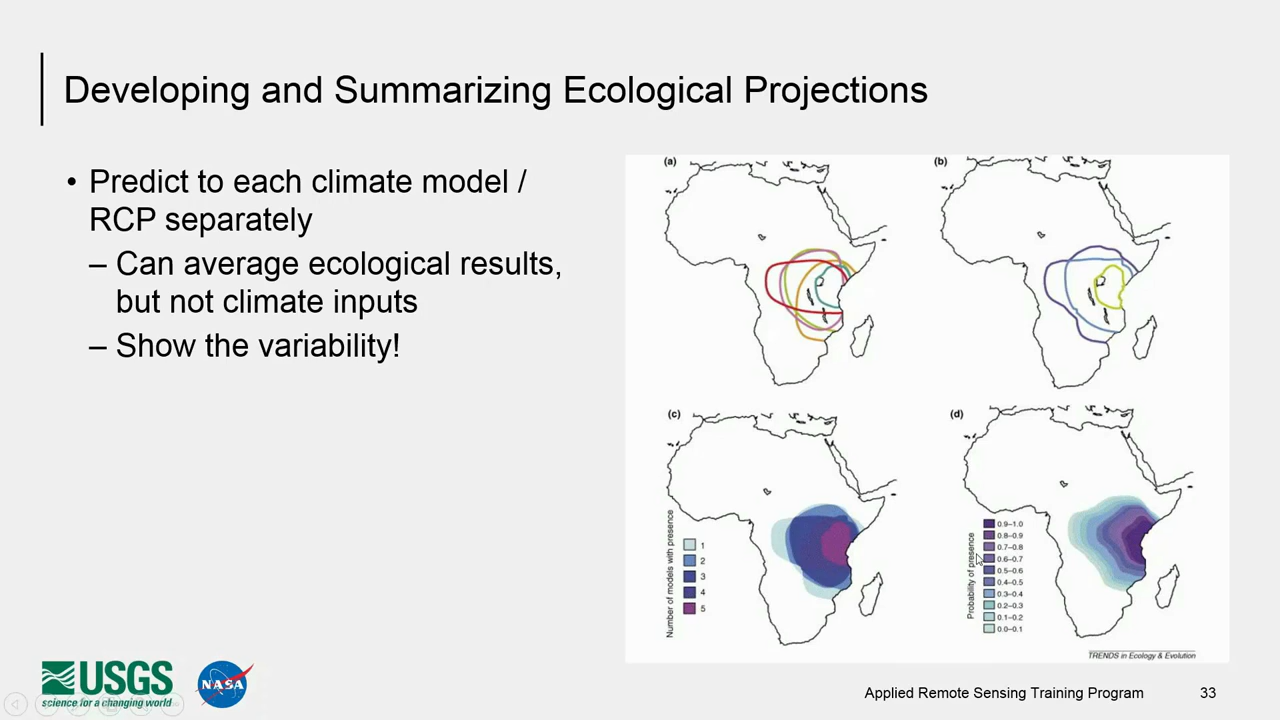 Developing and Summarizing Ecological Projections
• Predict to each climate model /
RCP separately
– Can average ecological results,
but not climate inputs
– Show the variability!
(a)
(b)
(c)
Number of models with presence
1
2
3
4
5
(d)
Probability of presence
0.9–1.0
0.8–0.9
0.7–0.8
0.6–0.7
0.5–0.6
0.4–0.5
0.3–0.4
0.2–0.3
0.1–0.2
0.0–0.1
TRENDS in Ecology & Evolution
USGS
science for a changing world
NASA
Applied Remote Sensing Training Program
33